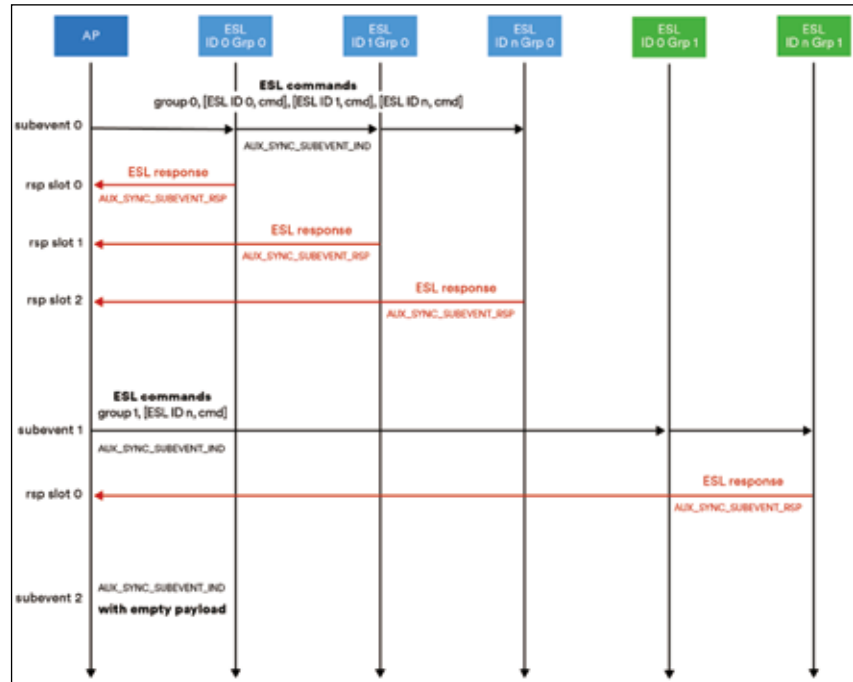 AP
ESL
ID 0 Grp 0
ESL
ID 1 Grp 0
ESL
ID n Grp 0
ESL
ID 0 Grp 1
ESL
ID n Grp 1
ESL commands
group 0, [ESL ID 0, cmd], [ESL ID 1, cmd], [ESL ID n, cmd]
subevent 0
AUX_SYNC_SUBEVENT_IND
ESL response
rsp slot 0
AUX_SYNC_SUBEVENT_RSP
ESL response
rsp slot 1
AUX_SYNC_SUBEVENT_RSP
ESL response
rsp slot 2
AUX_SYNC_SUBEVENT_RSP
ESL commands
group 1, [ESL ID n, cmd]
subevent 1
AUX_SYNC_SUBEVENT_IND
ESL response
rsp slot 0
AUX_SYNC_SUBEVENT_RSP
AUX_SYNC_SUBEVENT_IND
subevent 2
with empty payload